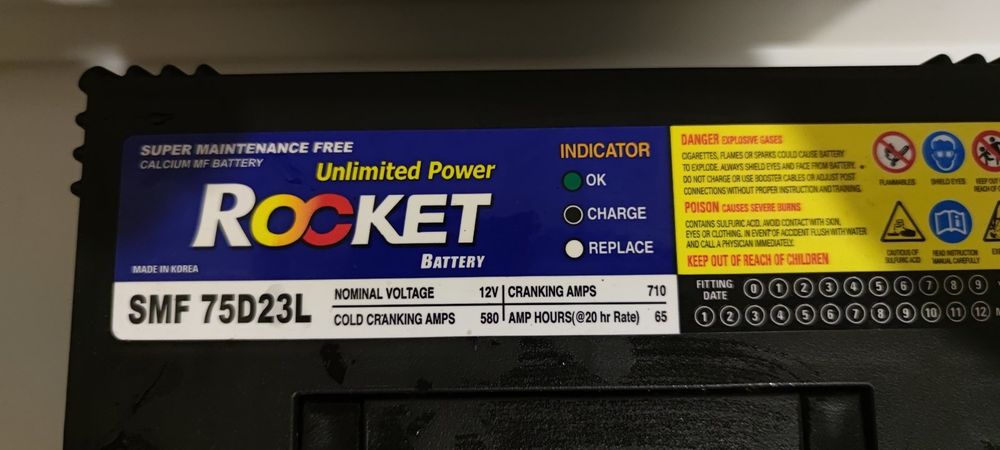 SUPER MAINTENANCE FREE
CALCIUM MF BATTERY
Unlimited Power
ROCKET
BATTERY
MADE IN KOREA
INDICATOR
OK
CHARGE
REPLACE
SMF 75D23L
NOMINAL VOLTAGE 12V
COLD CRANKING AMPS 580
CRANKING AMPS 710
AMP HOURS(@20 hr Rate) 65
DANGER EXPLOSIVE GASES
CIGARETTES, FLAMES OR SPARKS COULD CAUSE BATTERY
TO EXPLODE. ALWAYS SHIELD EYES AND FACE FROM BATTERY.
DO NOT CHARGE OR USE BOOSTER CABLES OR ADJUST POST
CONNECTIONS WITHOUT PROPER INSTRUCTION AND TRAINING.
POISON CAUSES SEVERE BURNS
CONTAINS SULFURIC ACID. AVOID CONTACT WITH SKIN,
EYES OR CLOTHING. IN EVENT OF ACCIDENT FLUSH WITH WATER
AND CALL A PHYSICIAN IMMEDIATELY.
KEEP OUT OF REACH OF CHILDREN
FLAMMABLES
SHIELD EYES
KEEP OUT
REACH OF
CAUTIOUS OF
SULFURIC ACID
READ INSTRUCTION
MANUAL CAREFULLY
FITTING
DATE
0 1 2 3 4 5 6 7 8 9
1 2 3 4 5 6 7 8 9 10 11 12